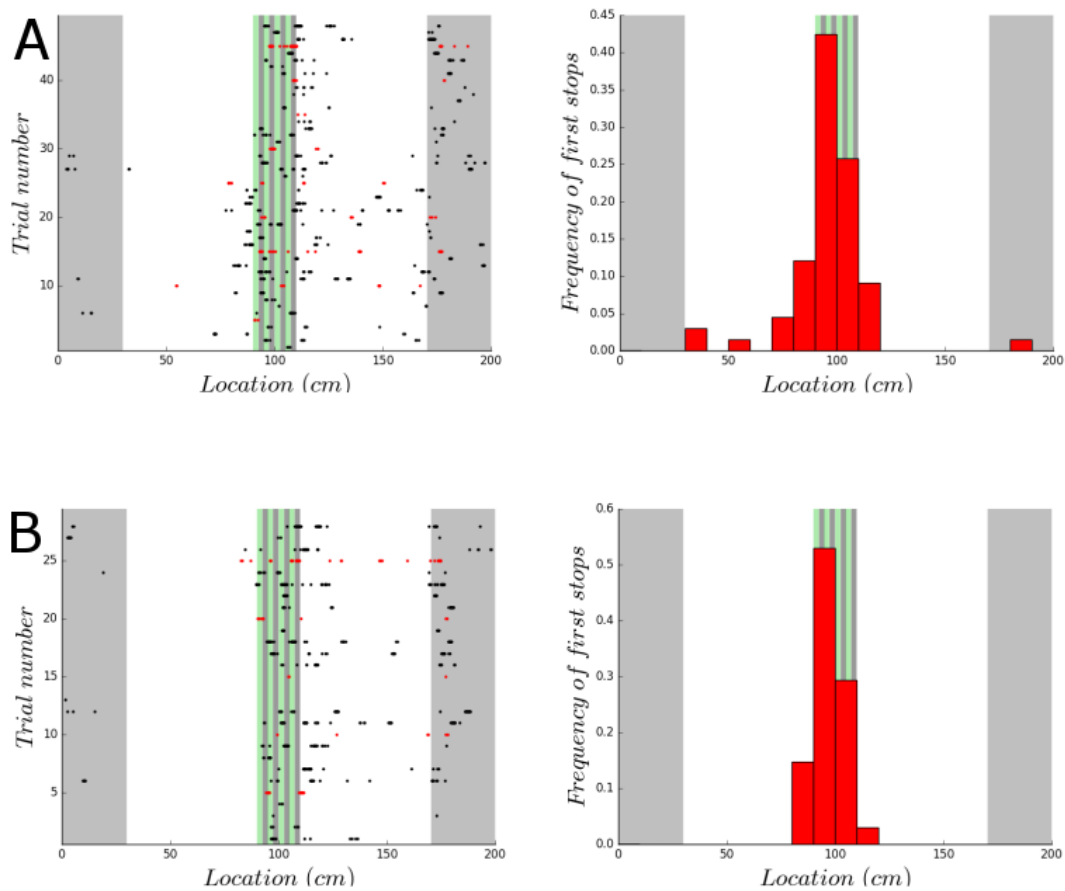 A
Trial number
40
30
20
10
0 50 100 150 200
Location (cm)
Frequency of first stops
0.45
0.40
0.35
0.30
0.25
0.20
0.15
0.10
0.05
0.00
0 50 100 150 200
Location (cm)
B
Trial number
25
20
15
10
5
0 50 100 150 200
Location (cm)
Frequency of first stops
0.6
0.5
0.4
0.3
0.2
0.1
0.0
0 50 100 150 200
Location (cm)